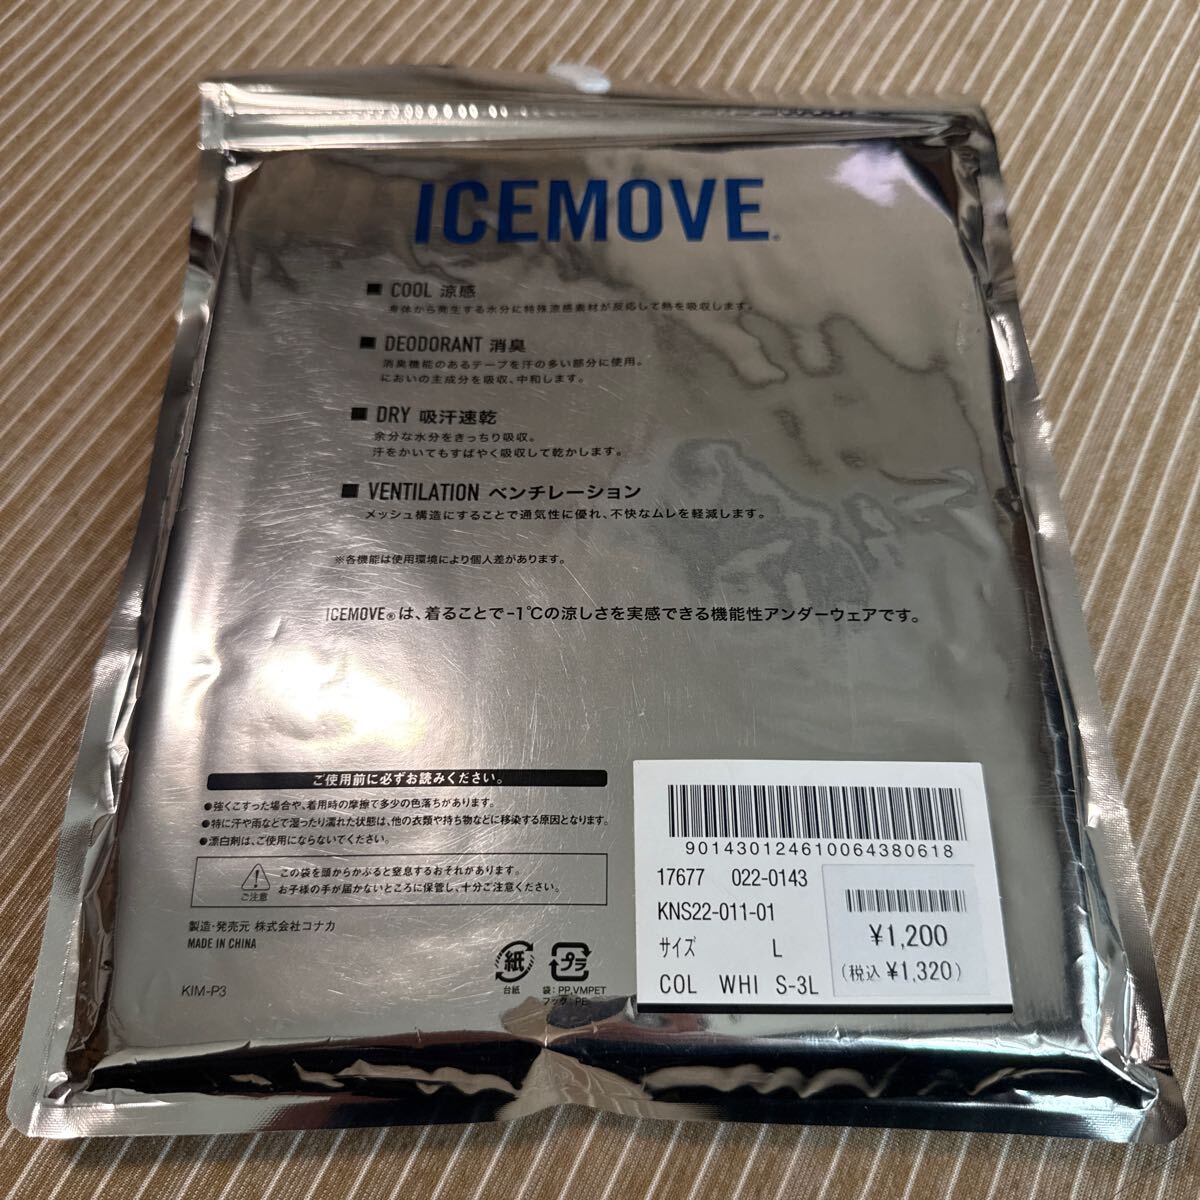 ICEMOVE®
■ COOL 涼感
身体から発生する水分に特殊涼感素材が反応して熱を吸収します。
■ DEODORANT 消臭
消臭機能のあるテープを汗の多い部分に使用。
においの主成分を吸収、中和します。
■ DRY 吸汗速乾
余分な水分をきっちり吸収。
汗をかいてもすばやく吸収して乾かします。
■ VENTILATION ベンチレーション
メッシュ構造にすることで通気性に優れ、不快なムレを軽減します。
※各機能は使用環境により個人差があります。
ICEMOVE®は、着ることで-1℃の涼しさを実感できる機能性アンダーウェアです。
ご使用前に必ずお読みください。
●強くこすった場合や、着用時の摩擦で多少の色落ちがあります。
●特に汗や雨などで湿ったり濡れた状態は、他の衣類や持ち物などに移染する原因となります。
●漂白剤は、ご使用にならないでください。
ご注意
この袋を頭からかぶると窒息するおそれがあります。
お子様の手が届かないところに保管し、十分ご注意ください。
製造・発売元 株式会社コナカ
MADE IN CHINA
KIM-P3
紙
台紙
プラ
袋:PP,VMPET
フック:PE
901430124610064380618
17677 022-0143
KNS22-011-01
サイズ L
COL WHI S-3L
¥1,200
(税込 ¥1,320)